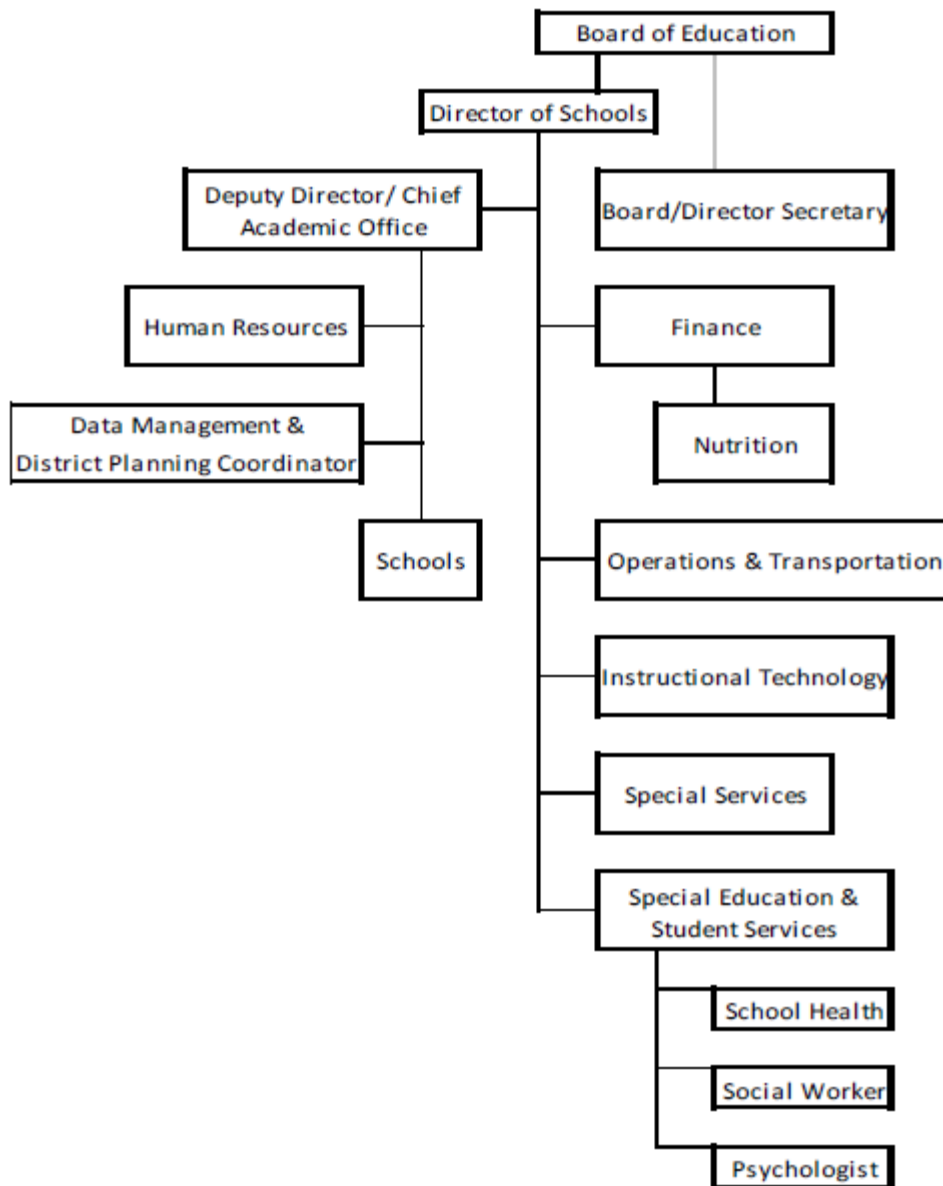 Board of Education
Director of Schools
Deputy Director/ Chief
Academic Office
Board/Director Secretary
Human Resources
Finance
Data Management &
District Planning Coordinator
Nutrition
Schools
Operations & Transportation
Instructional Technology
Special Services
Special Education &
Student Services
School Health
Social Worker
Psychologist